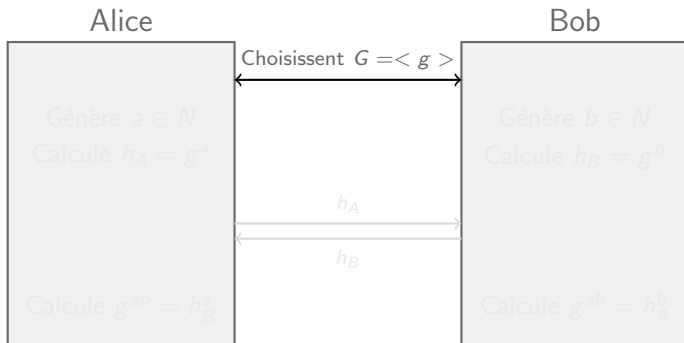 Alice
Bob
Choisissent G =< g >
Génère a ∈ N
Calcule h_A = g^a
Génère b ∈ N
Calcule h_B = g^b
h_A
h_B
Calcule g^{ab} = h_B^a
Calcule g^{ab} = h_A^b